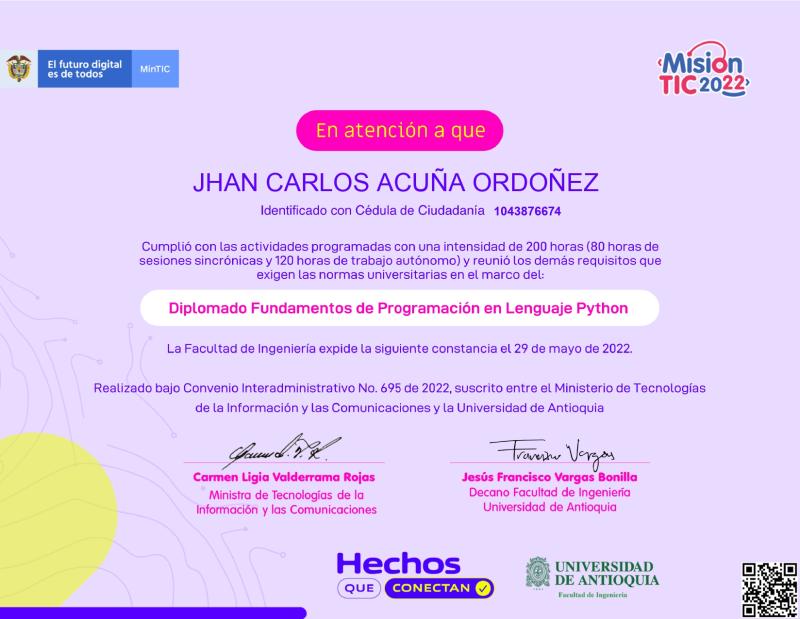 El futuro digital
es de todos
MinTIC
Misión
TIC 2022
En atención a que
JHAN CARLOS ACUÑA ORDOÑEZ
Identificado con Cédula de Ciudadanía 1043876674
Cumplió con las actividades programadas con una intensidad de 200 horas (80 horas de
sesiones sincrónicas y 120 horas de trabajo autónomo) y reunió los demás requisitos que
exigen las normas universitarias en el marco del:
Diplomado Fundamentos de Programación en Lenguaje Python
La Facultad de Ingeniería expide la siguiente constancia el 29 de mayo de 2022.
Realizado bajo Convenio Interadministrativo No. 695 de 2022, suscrito entre el Ministerio de Tecnologías
de la Información y las Comunicaciones y la Universidad de Antioquia
Francisco Vargas
Carmen Ligia Valderrama Rojas
Ministra de Tecnologías de la
Información y las Comunicaciones
Jesús Francisco Vargas Bonilla
Decano Facultad de Ingeniería
Universidad de Antioquia
Hechos
QUE CONECTAN
UNIVERSIDAD
DE ANTIOQUIA
Facultad de Ingeniería